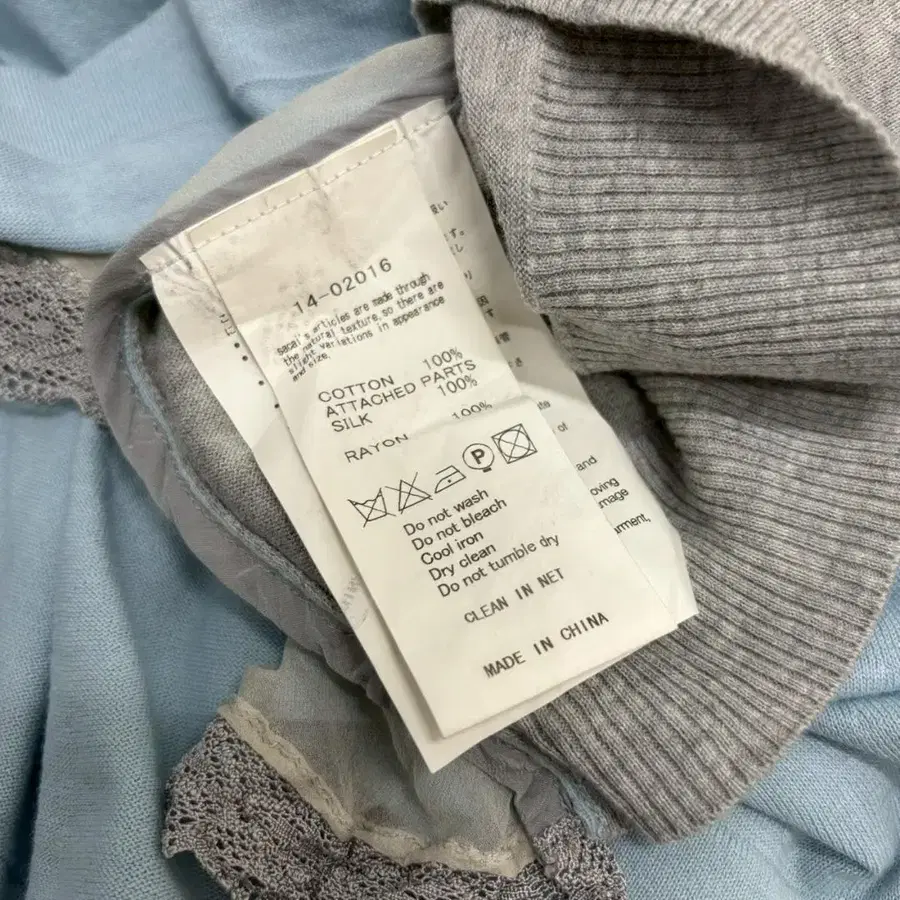 14-02016
sacai's articles are made through
the natural texture, so there are
slight variations in appearance
and size.
COTTON 100%
ATTACHED PARTS
SILK 100%
RAYON 100%
P
Do not wash
Do not bleach
Cool iron
Dry clean
Do not tumble dry
CLEAN IN NET
MADE IN CHINA
of
and